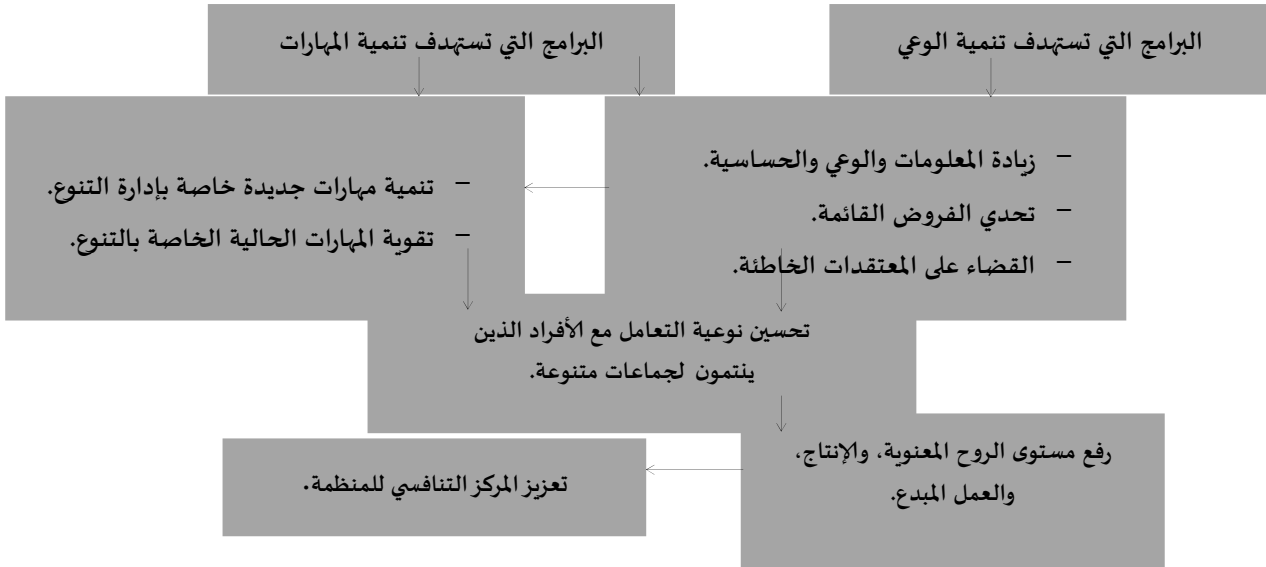 البرامج التي تستهدف تنمية الوعي
البرامج التي تستهدف تنمية المهارات
– زيادة المعلومات والوعي والحساسية.
– تحدي الفروض القائمة.
– القضاء على المعتقدات الخاطئة.
– تنمية مهارات جديدة خاصة بإدارة التنوع.
– تقوية المهارات الحالية الخاصة بالتنوع.
تحسين نوعية التعامل مع الأفراد الذين
ينتمون لجماعات متنوعة.
رفع مستوى الروح المعنوية، والإنتاج،
والعمل المبدع.
تعزيز المركز التنافسي للمنظمة.